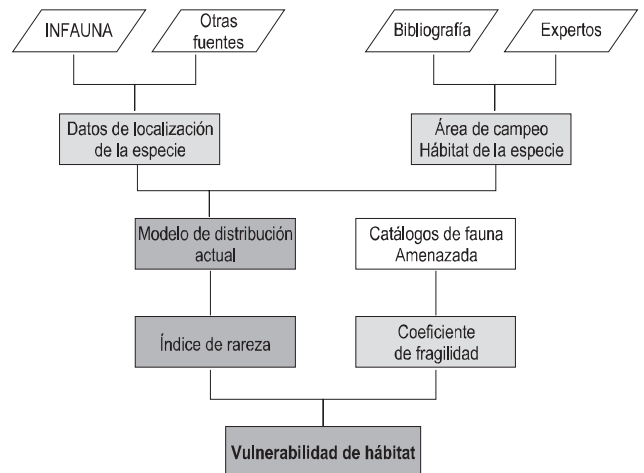 INFAUNA
Otras
fuentes
Bibliografía
Expertos
Datos de localización
de la especie
Área de campeo
Hábitat de la especie
Modelo de distribución
actual
Catálogos de fauna
Amenazada
Índice de rareza
Coeficiente
de fragilidad
Vulnerabilidad de hábitat